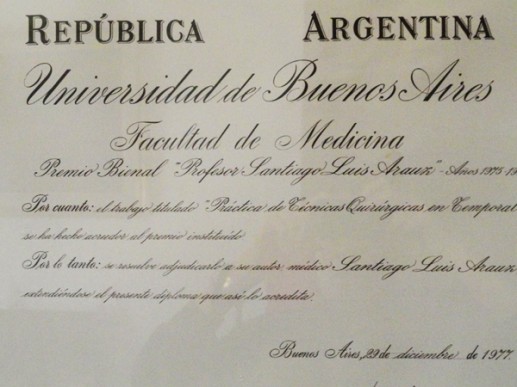 REPÚBLICA ARGENTINA
Universidad de Buenos Aires
Facultad de Medicina
Premio Bienal "Profesor Santiago Luis Arauz" - Años 1975-19
Por cuanto: el trabajo titulado "Práctica de Técnicas Quirúrgicas en Temporal
se ha hecho acreedor al premio instituído
Por lo tanto: se resuelve adjudicarlo a su autor, médico Santiago Luis Arauz
extendiéndose el presente diploma que así lo acredita.
Buenos Aires, 29 de diciembre de 1977.